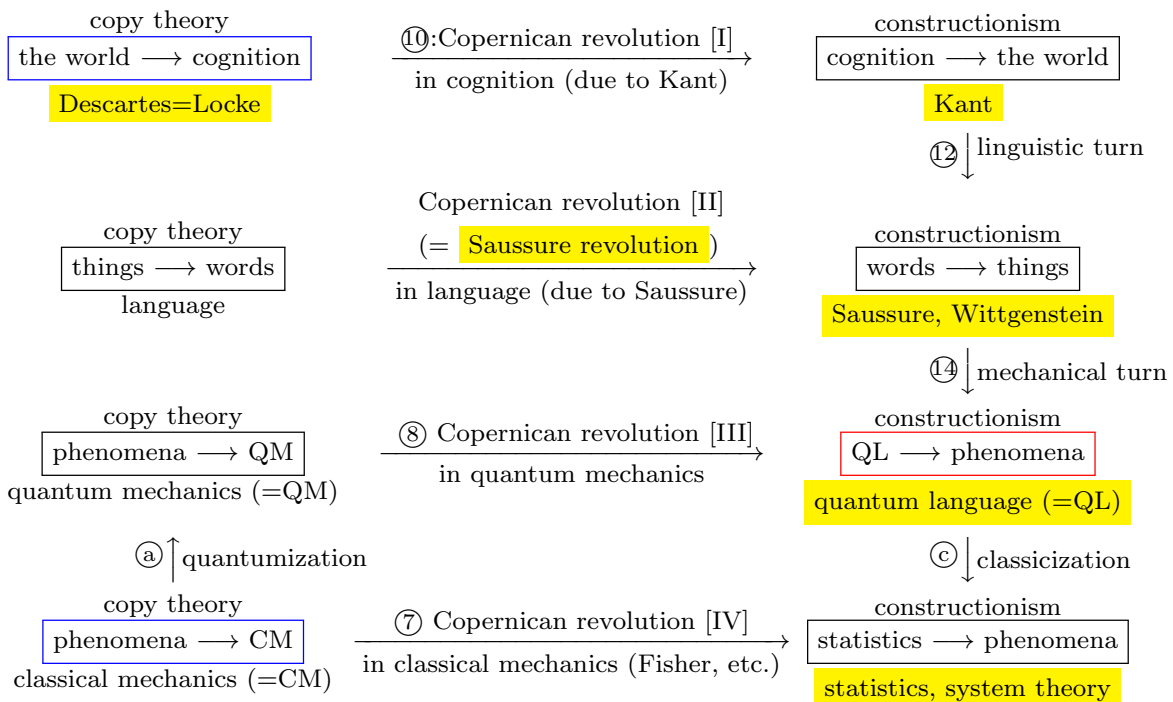 copy theory
the world ⟶ cognition
Descartes=Locke
⑩:Copernican revolution [I]
in cognition (due to Kant)
constructionism
cognition ⟶ the world
Kant
⑫ linguistic turn
copy theory
things ⟶ words
language
Copernican revolution [II]
(= Saussure revolution )
in language (due to Saussure)
constructionism
words ⟶ things
Saussure, Wittgenstein
⑭ mechanical turn
copy theory
phenomena ⟶ QM
quantum mechanics (=QM)
⑧ Copernican revolution [III]
in quantum mechanics
constructionism
QL ⟶ phenomena
quantum language (=QL)
ⓐ quantumization
ⓒ classicization
copy theory
phenomena ⟶ CM
classical mechanics (=CM)
⑦ Copernican revolution [IV]
in classical mechanics (Fisher, etc.)
constructionism
statistics ⟶ phenomena
statistics, system theory